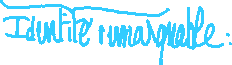 Identité remarquable :